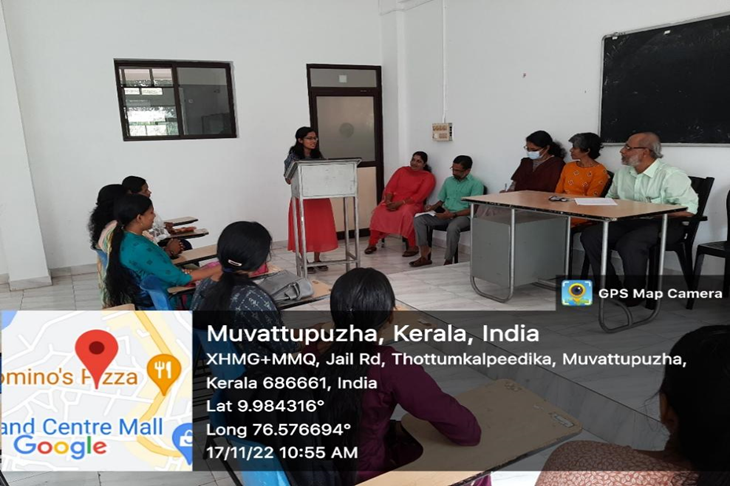 GPS Map Camera
Muvattupuzha, Kerala, India
XHMG+MMQ, Jail Rd, Thottumkalpeedika, Muvattupuzha,
Kerala 686661, India
Lat 9.984316°
Long 76.576694°
17/11/22 10:55 AM
omino's Pizza
and Centre Mall
Google